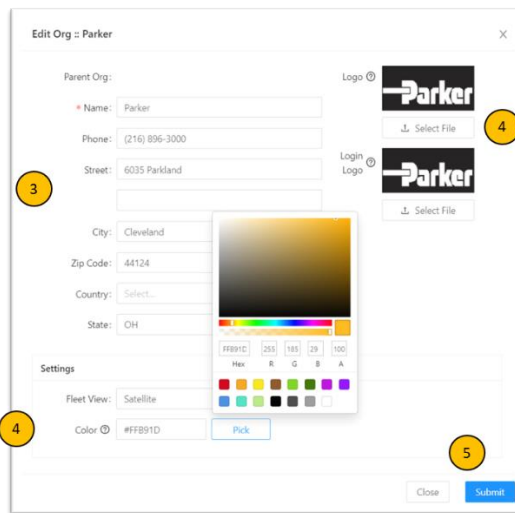 Edit Org :: Parker
Parent Org:
* Name: Parker
Phone: (216) 896-3000
Street: 6035 Parkland
City: Cleveland
Zip Code: 44124
Country: Select...
State: OH
Logo
Parker
Select File
4
Login Logo
Parker
Select File
3
FFB91D 255 185 29 100
Hex R G B A
Settings
Fleet View: Satellite
4
Color #FFB91D Pick
5
Close Submit